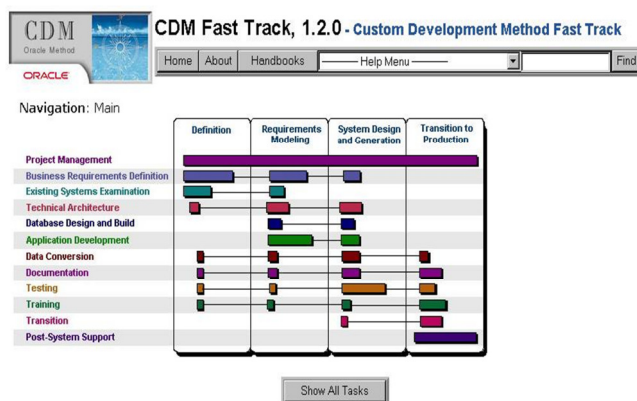 CDM
Oracle Method
ORACLE
CDM Fast Track, 1.2.0 - Custom Development Method Fast Track
Home About Handbooks Help Menu Find
Navigation: Main
Definition Requirements Modeling System Design and Generation Transition to Production
Project Management
Business Requirements Definition
Existing Systems Examination
Technical Architecture
Database Design and Build
Application Development
Data Conversion
Documentation
Testing
Training
Transition
Post-System Support
Show All Tasks